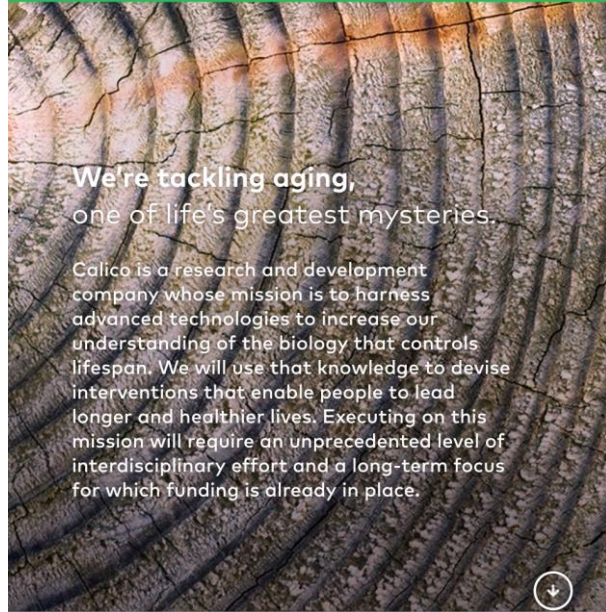 We're tackling aging,
one of life's greatest mysteries.
Calico is a research and development
company whose mission is to harness
advanced technologies to increase our
understanding of the biology that controls
lifespan. We will use that knowledge to devise
interventions that enable people to lead
longer and healthier lives. Executing on this
mission will require an unprecedented level of
interdisciplinary effort and a long-term focus
for which funding is already in place.